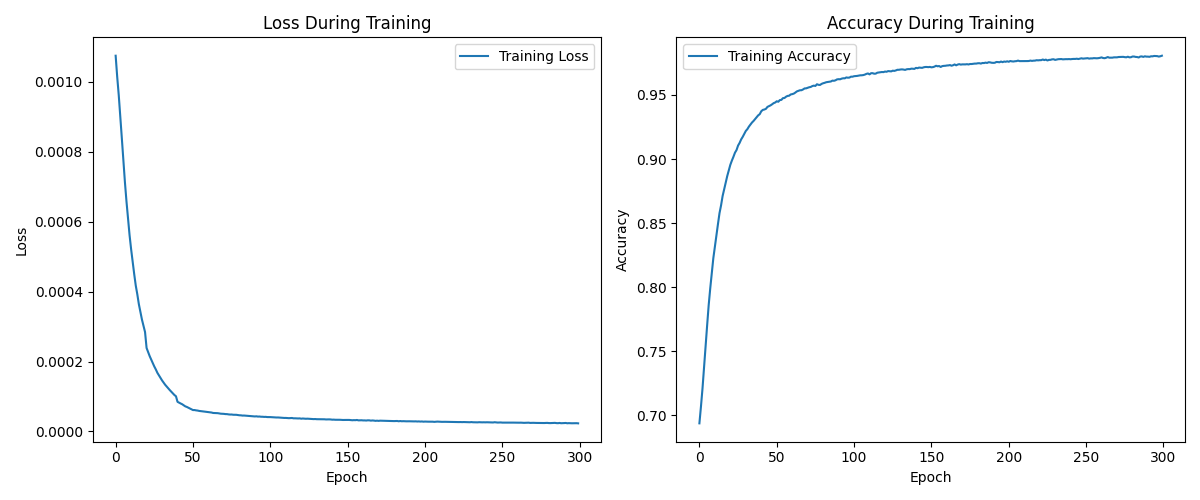 Loss During Training
Training Loss
0.0010
0.0008
0.0006
0.0004
0.0002
0.0000
Loss
0 50 100 150 200 250 300
Epoch
Accuracy During Training
Training Accuracy
0.95
0.90
0.85
0.80
0.75
0.70
Accuracy
0 50 100 150 200 250 300
Epoch